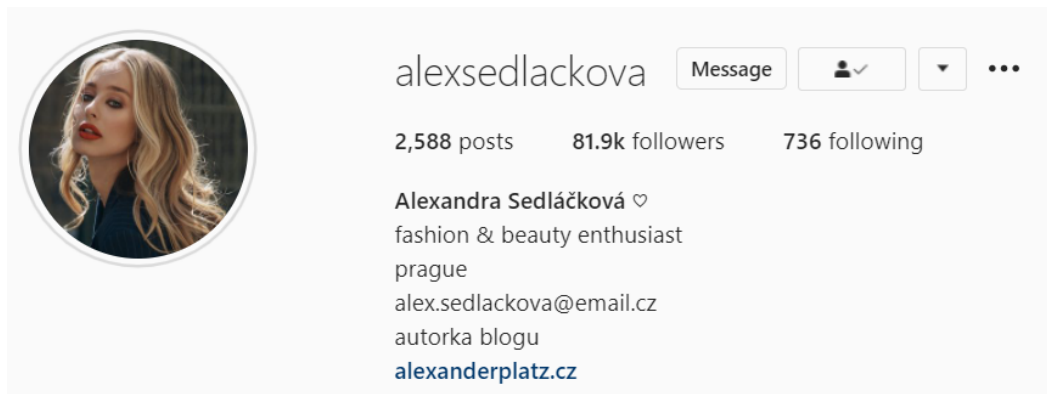 alexsedlackova Message
2,588 posts 81.9k followers 736 following
Alexandra Sedláčková ♡
fashion & beauty enthusiast
prague
alex.sedlackova@email.cz
autorka blogu
alexanderplatz.cz